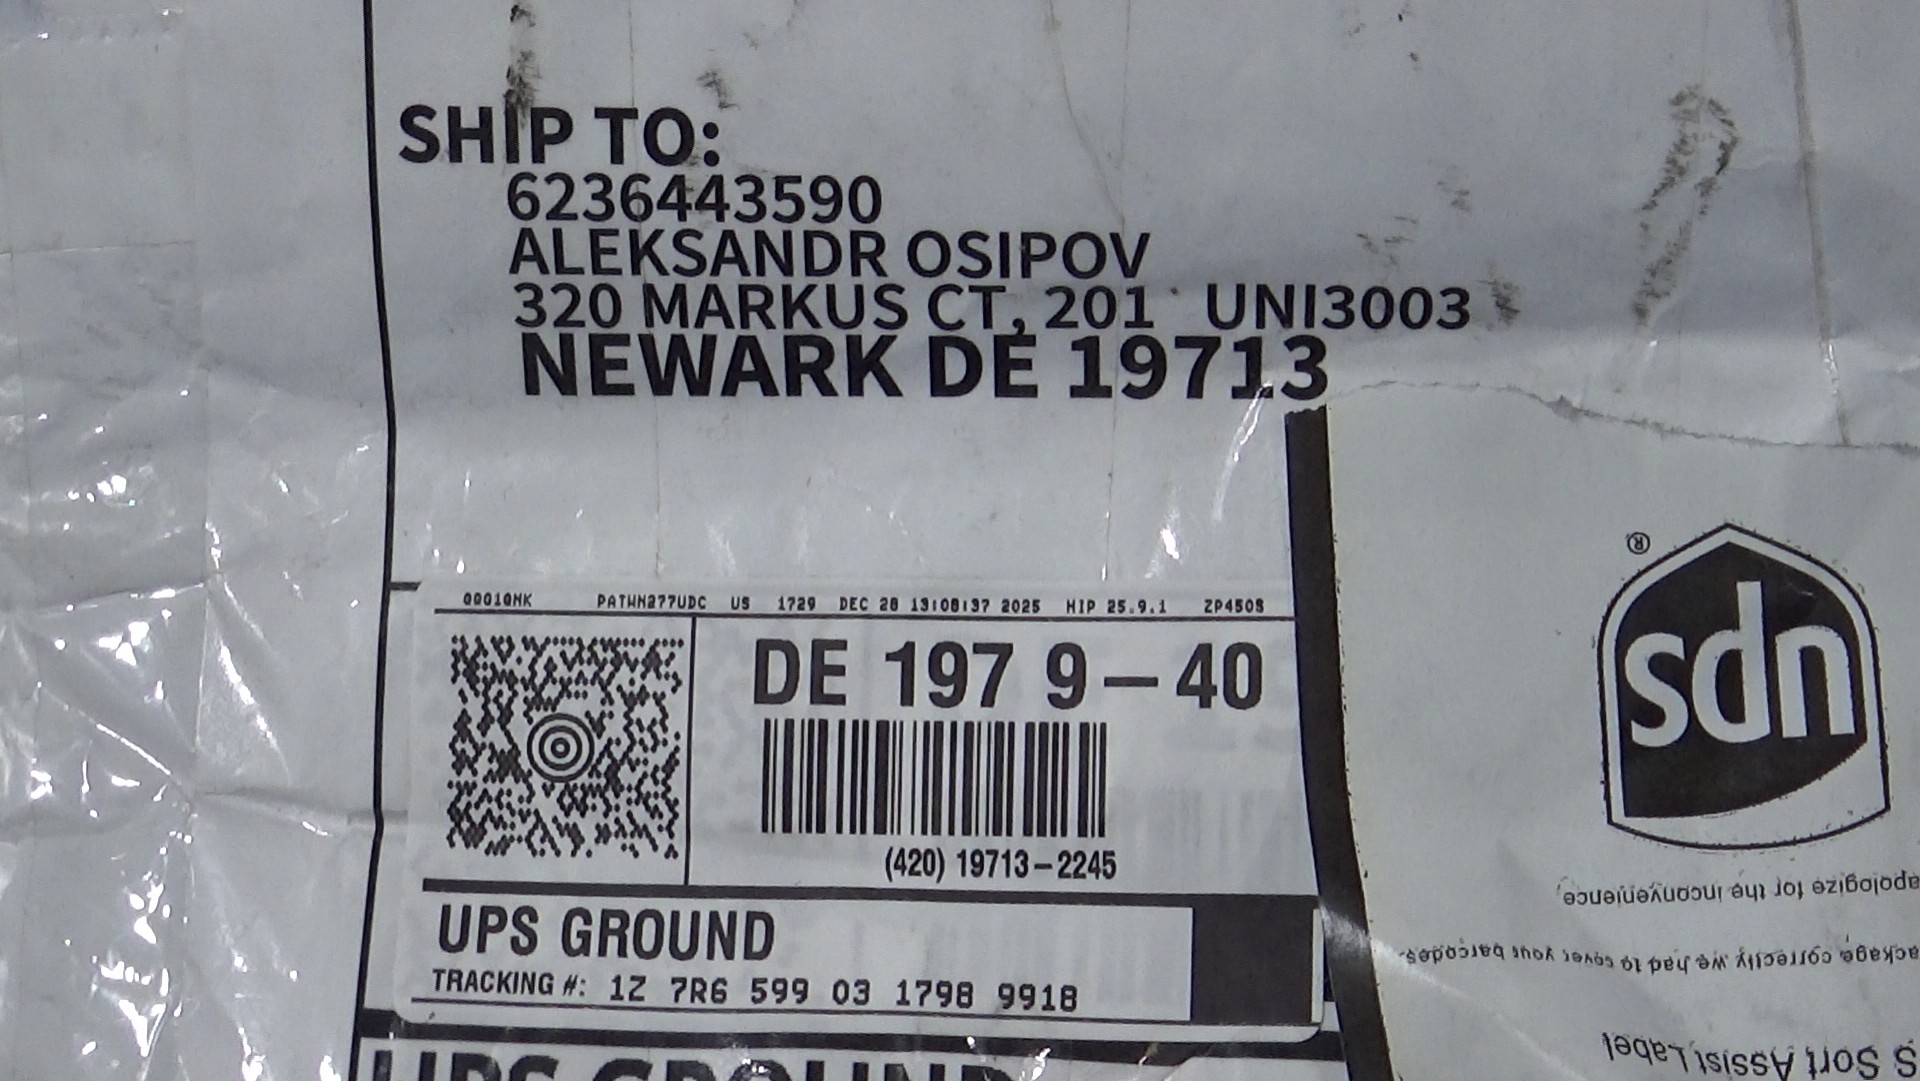 SHIP TO:
6236443590
ALEKSANDR OSIPOV
320 MARKUS CT, 201 UNI3003
NEWARK DE 19713
PATWN277UDC US 1729 DEC 28 13:08:37 2025 HIP 25.9.1 ZP450S
DE 197 9-40
(420) 19713-2245
UPS GROUND
TRACKING #: 1Z 7R6 599 03 1798 9918
UPS GROUND
ups
®
apologize for the inconvenience.
ackage correctly we had to cover your barcodes.
S Sort Assist Label